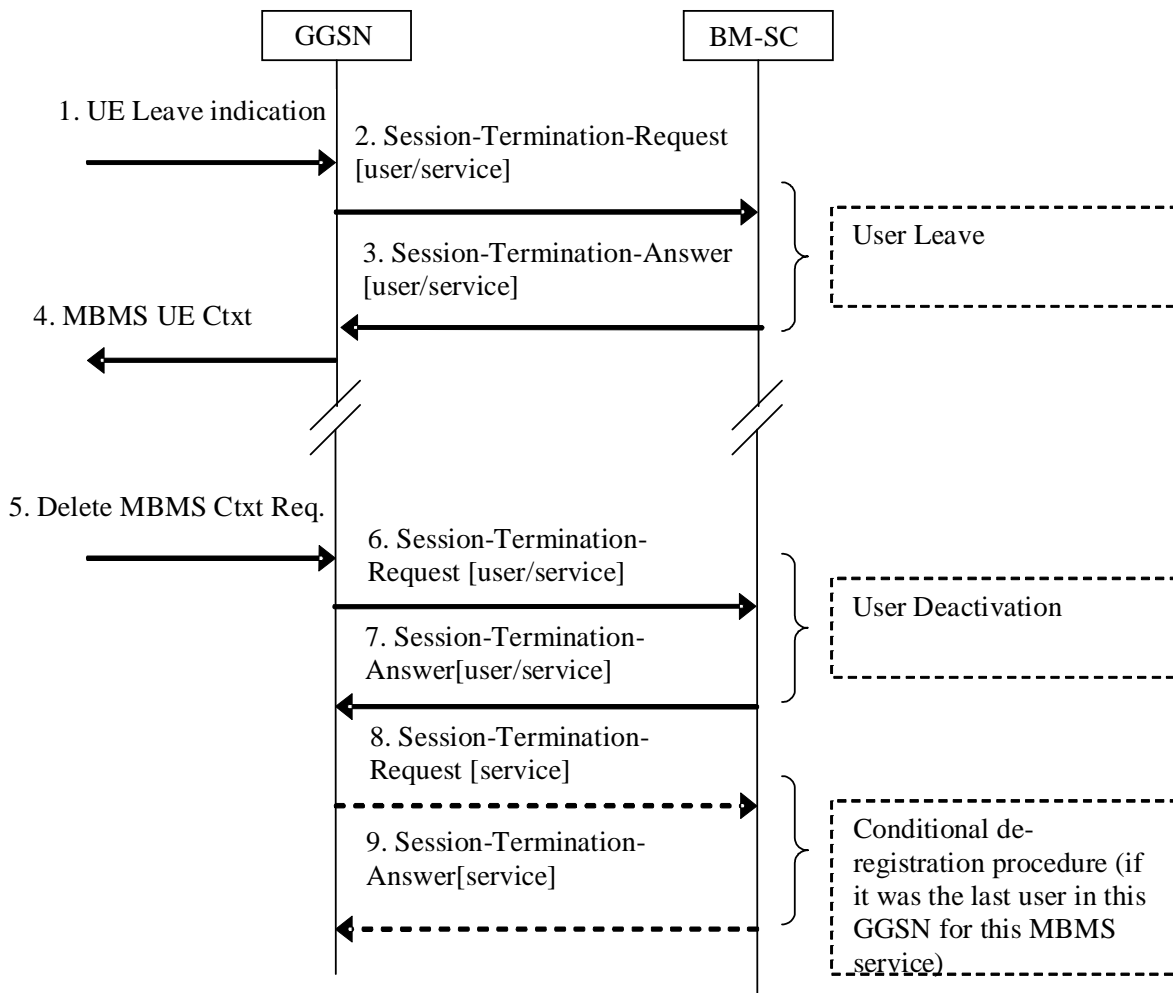 GGSN
BM-SC
1. UE Leave indication
2. Session-Termination-Request
[user/service]
3. Session-Termination-Answer
[user/service]
User Leave
4. MBMS UE Ctxt
5. Delete MBMS Ctxt Req.
6. Session-Termination-
Request [user/service]
7. Session-Termination-
Answer[user/service]
User Deactivation
8. Session-Termination-
Request [service]
9. Session-Termination-
Answer[service]
Conditional de-
registration procedure (if
it was the last user in this
GGSN for this MBMS
service)